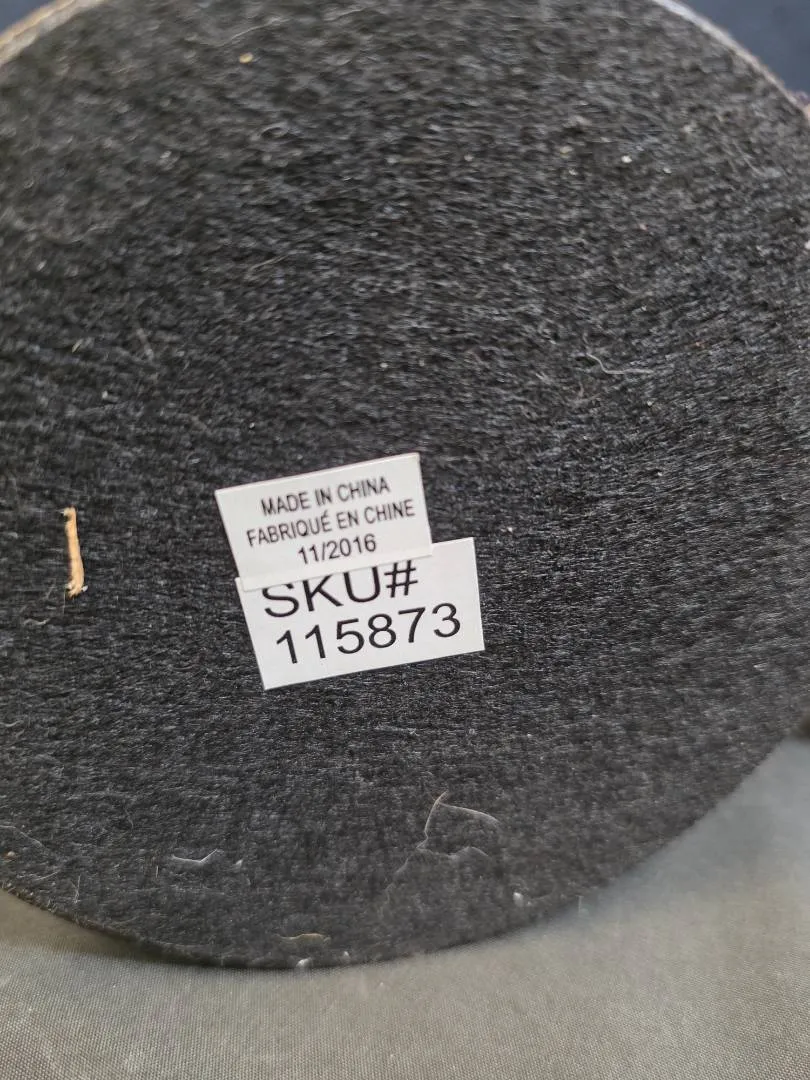 MADE IN CHINA
FABRIQUÉ EN CHINE
11/2016
SKU#
115873